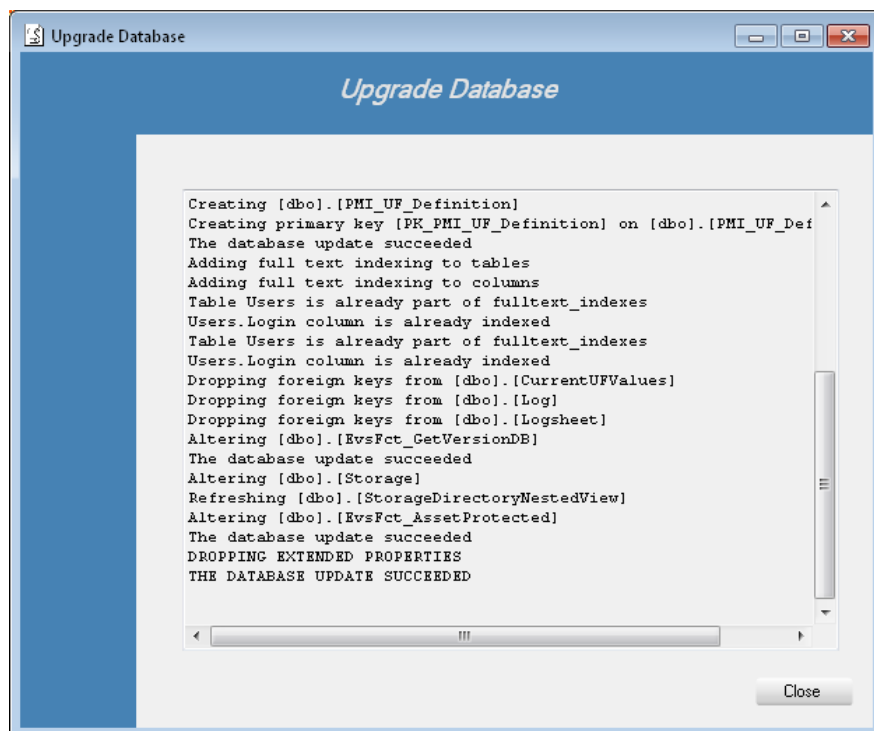 Upgrade Database
Upgrade Database
Creating [dbo].[PMI_UF_Definition]
Creating primary key [PK_PMI_UF_Definition] on [dbo].[PMI_UF_Def
The database update succeeded
Adding full text indexing to tables
Adding full text indexing to columns
Table Users is already part of fulltext_indexes
Users.Login column is already indexed
Table Users is already part of fulltext_indexes
Users.Login column is already indexed
Dropping foreign keys from [dbo].[CurrentUFValues]
Dropping foreign keys from [dbo].[Log]
Dropping foreign keys from [dbo].[Logsheet]
Altering [dbo].[EvsFct_GetVersionDB]
The database update succeeded
Altering [dbo].[Storage]
Refreshing [dbo].[StorageDirectoryNestedView]
Altering [dbo].[EvsFct_AssetProtected]
The database update succeeded
DROPPING EXTENDED PROPERTIES
THE DATABASE UPDATE SUCCEEDED
Close